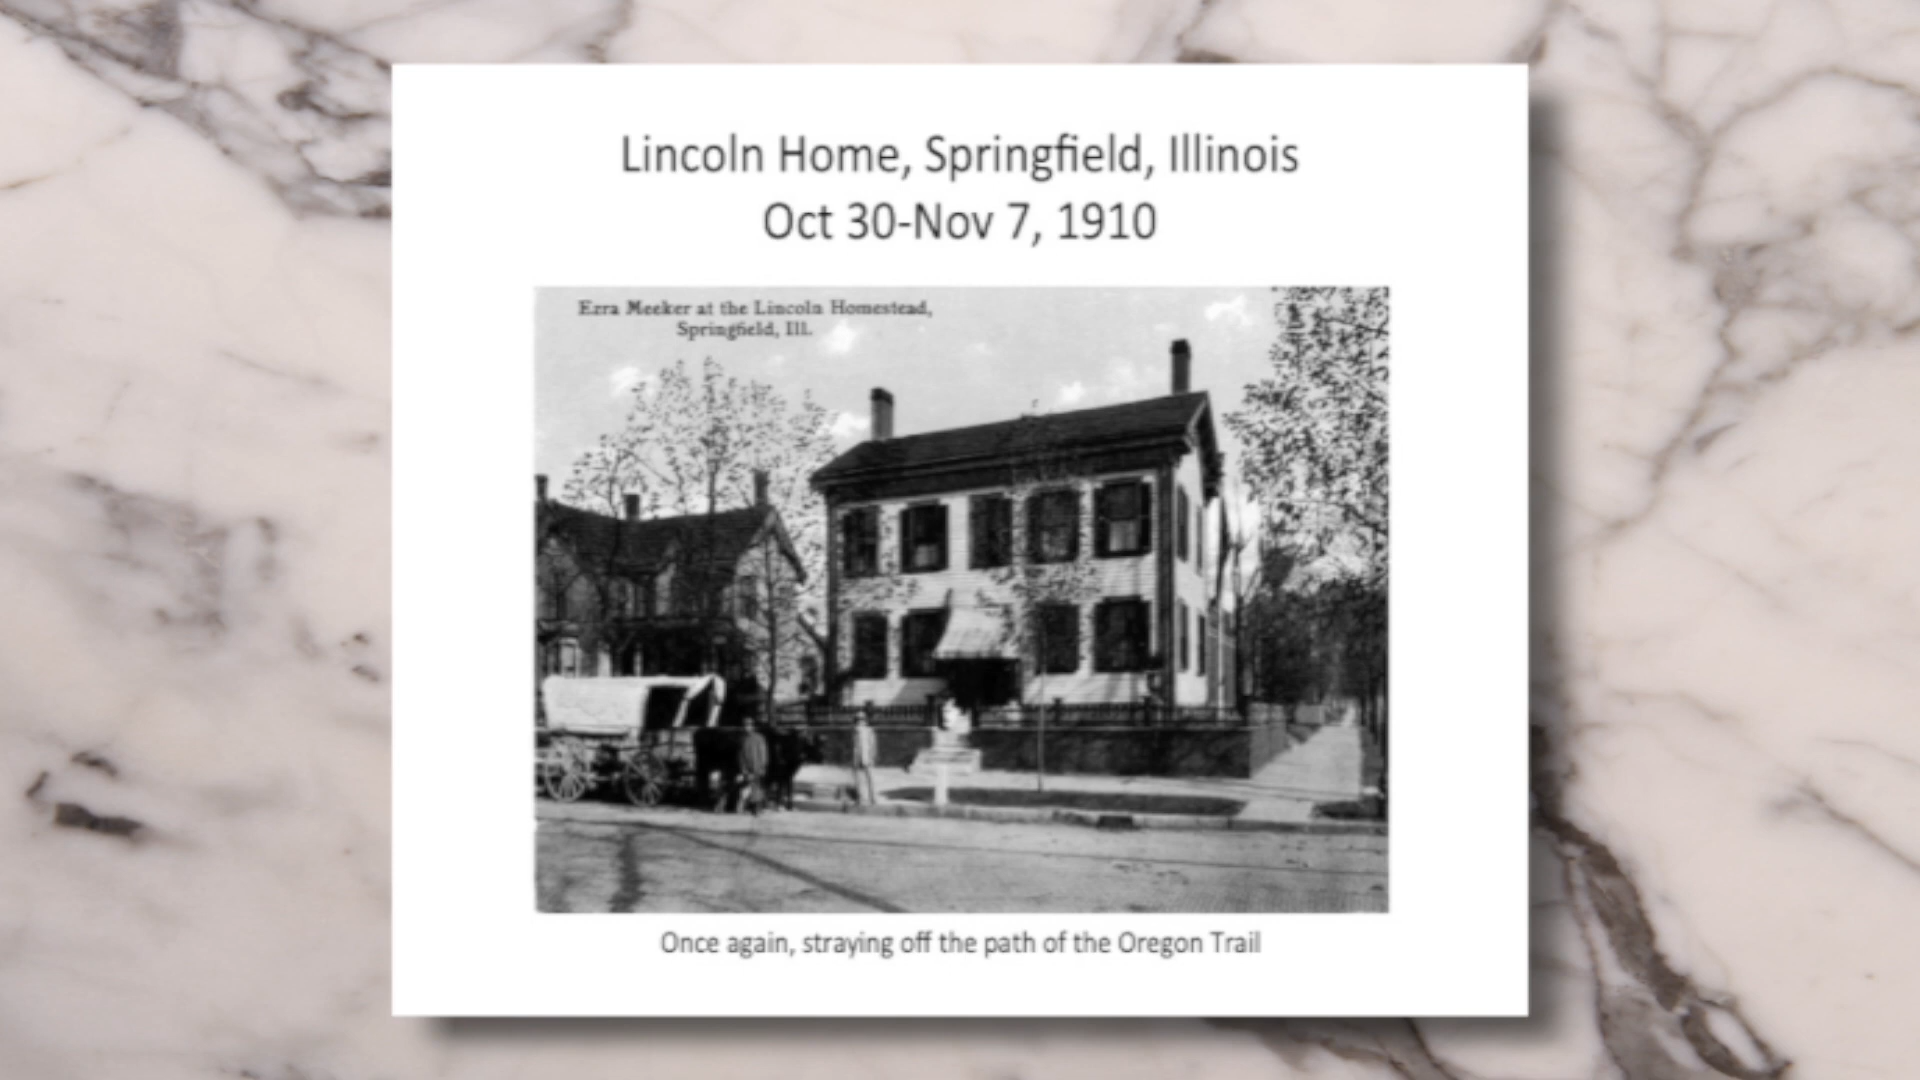 Lincoln Home, Springfield, Illinois
Oct 30-Nov 7, 1910
Ezra Meeker at the Lincoln Homestead,
Springfield, Ill.
Once again, straying off the path of the Oregon Trail